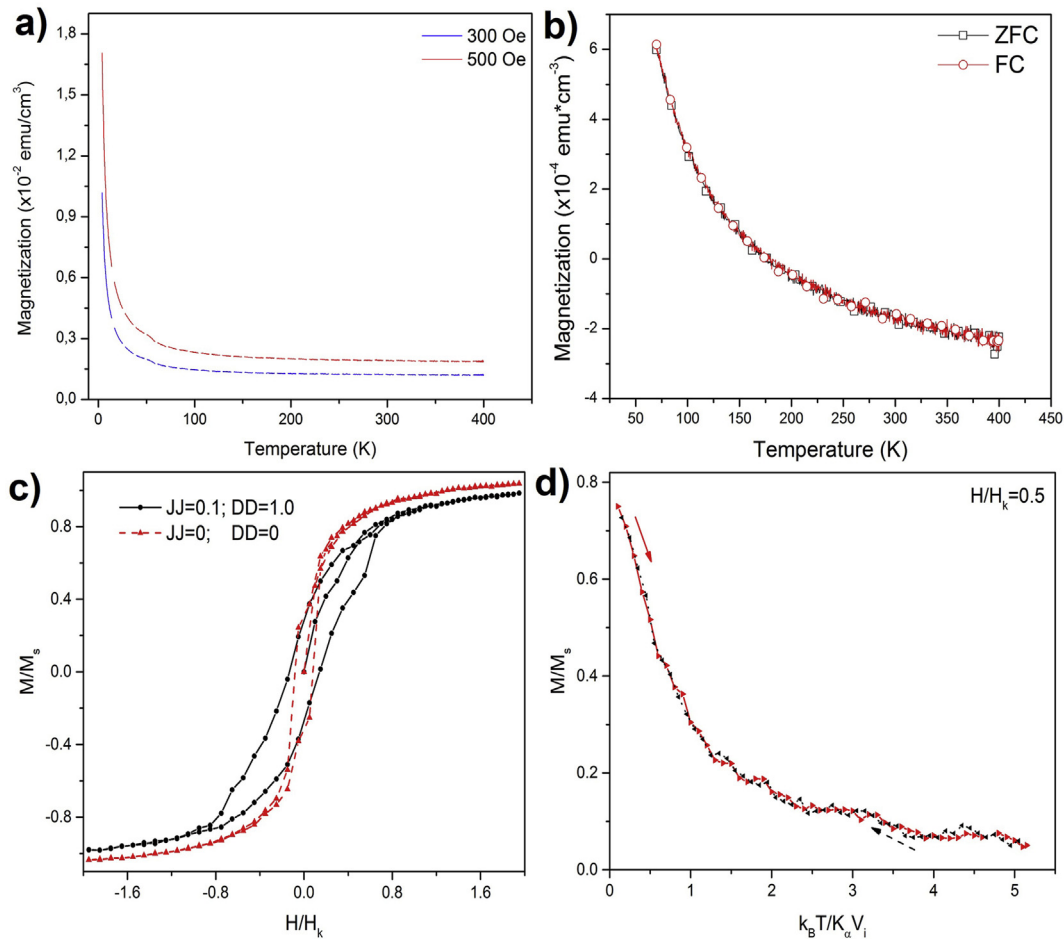 a)
300 Oe
500 Oe
Magnetization (x10⁻² emu/cm³)
1,8
1,5
1,2
0,9
0,6
0,3
0,0
0 100 200 300 400
Temperature (K)
b)
ZFC
FC
Magnetization (x10⁻⁴ emu*cm⁻³)
6
4
2
0
-2
-4
50 100 150 200 250 300 350 400 450
Temperature (K)
c)
JJ=0.1; DD=1.0
JJ=0; DD=0
M/Mₛ
0.8
0.4
0.0
-0.4
-0.8
-1.6 -0.8 0.0 0.8 1.6
H/Hₖ
d)
H/Hₖ=0.5
M/Mₛ
0.8
0.6
0.4
0.2
0.0
0 1 2 3 4 5
k_BT/K_αV_i